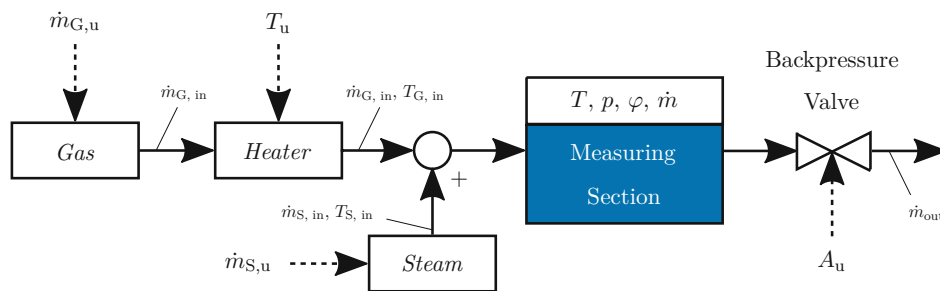 ṁG,u
Tu
Backpressure
Valve
ṁG, in
ṁG, in, TG, in
T, p, φ, ṁ
Gas
Heater
+
Measuring
Section
ṁS, in, TS, in
ṁout
ṁS,u
Steam
Au